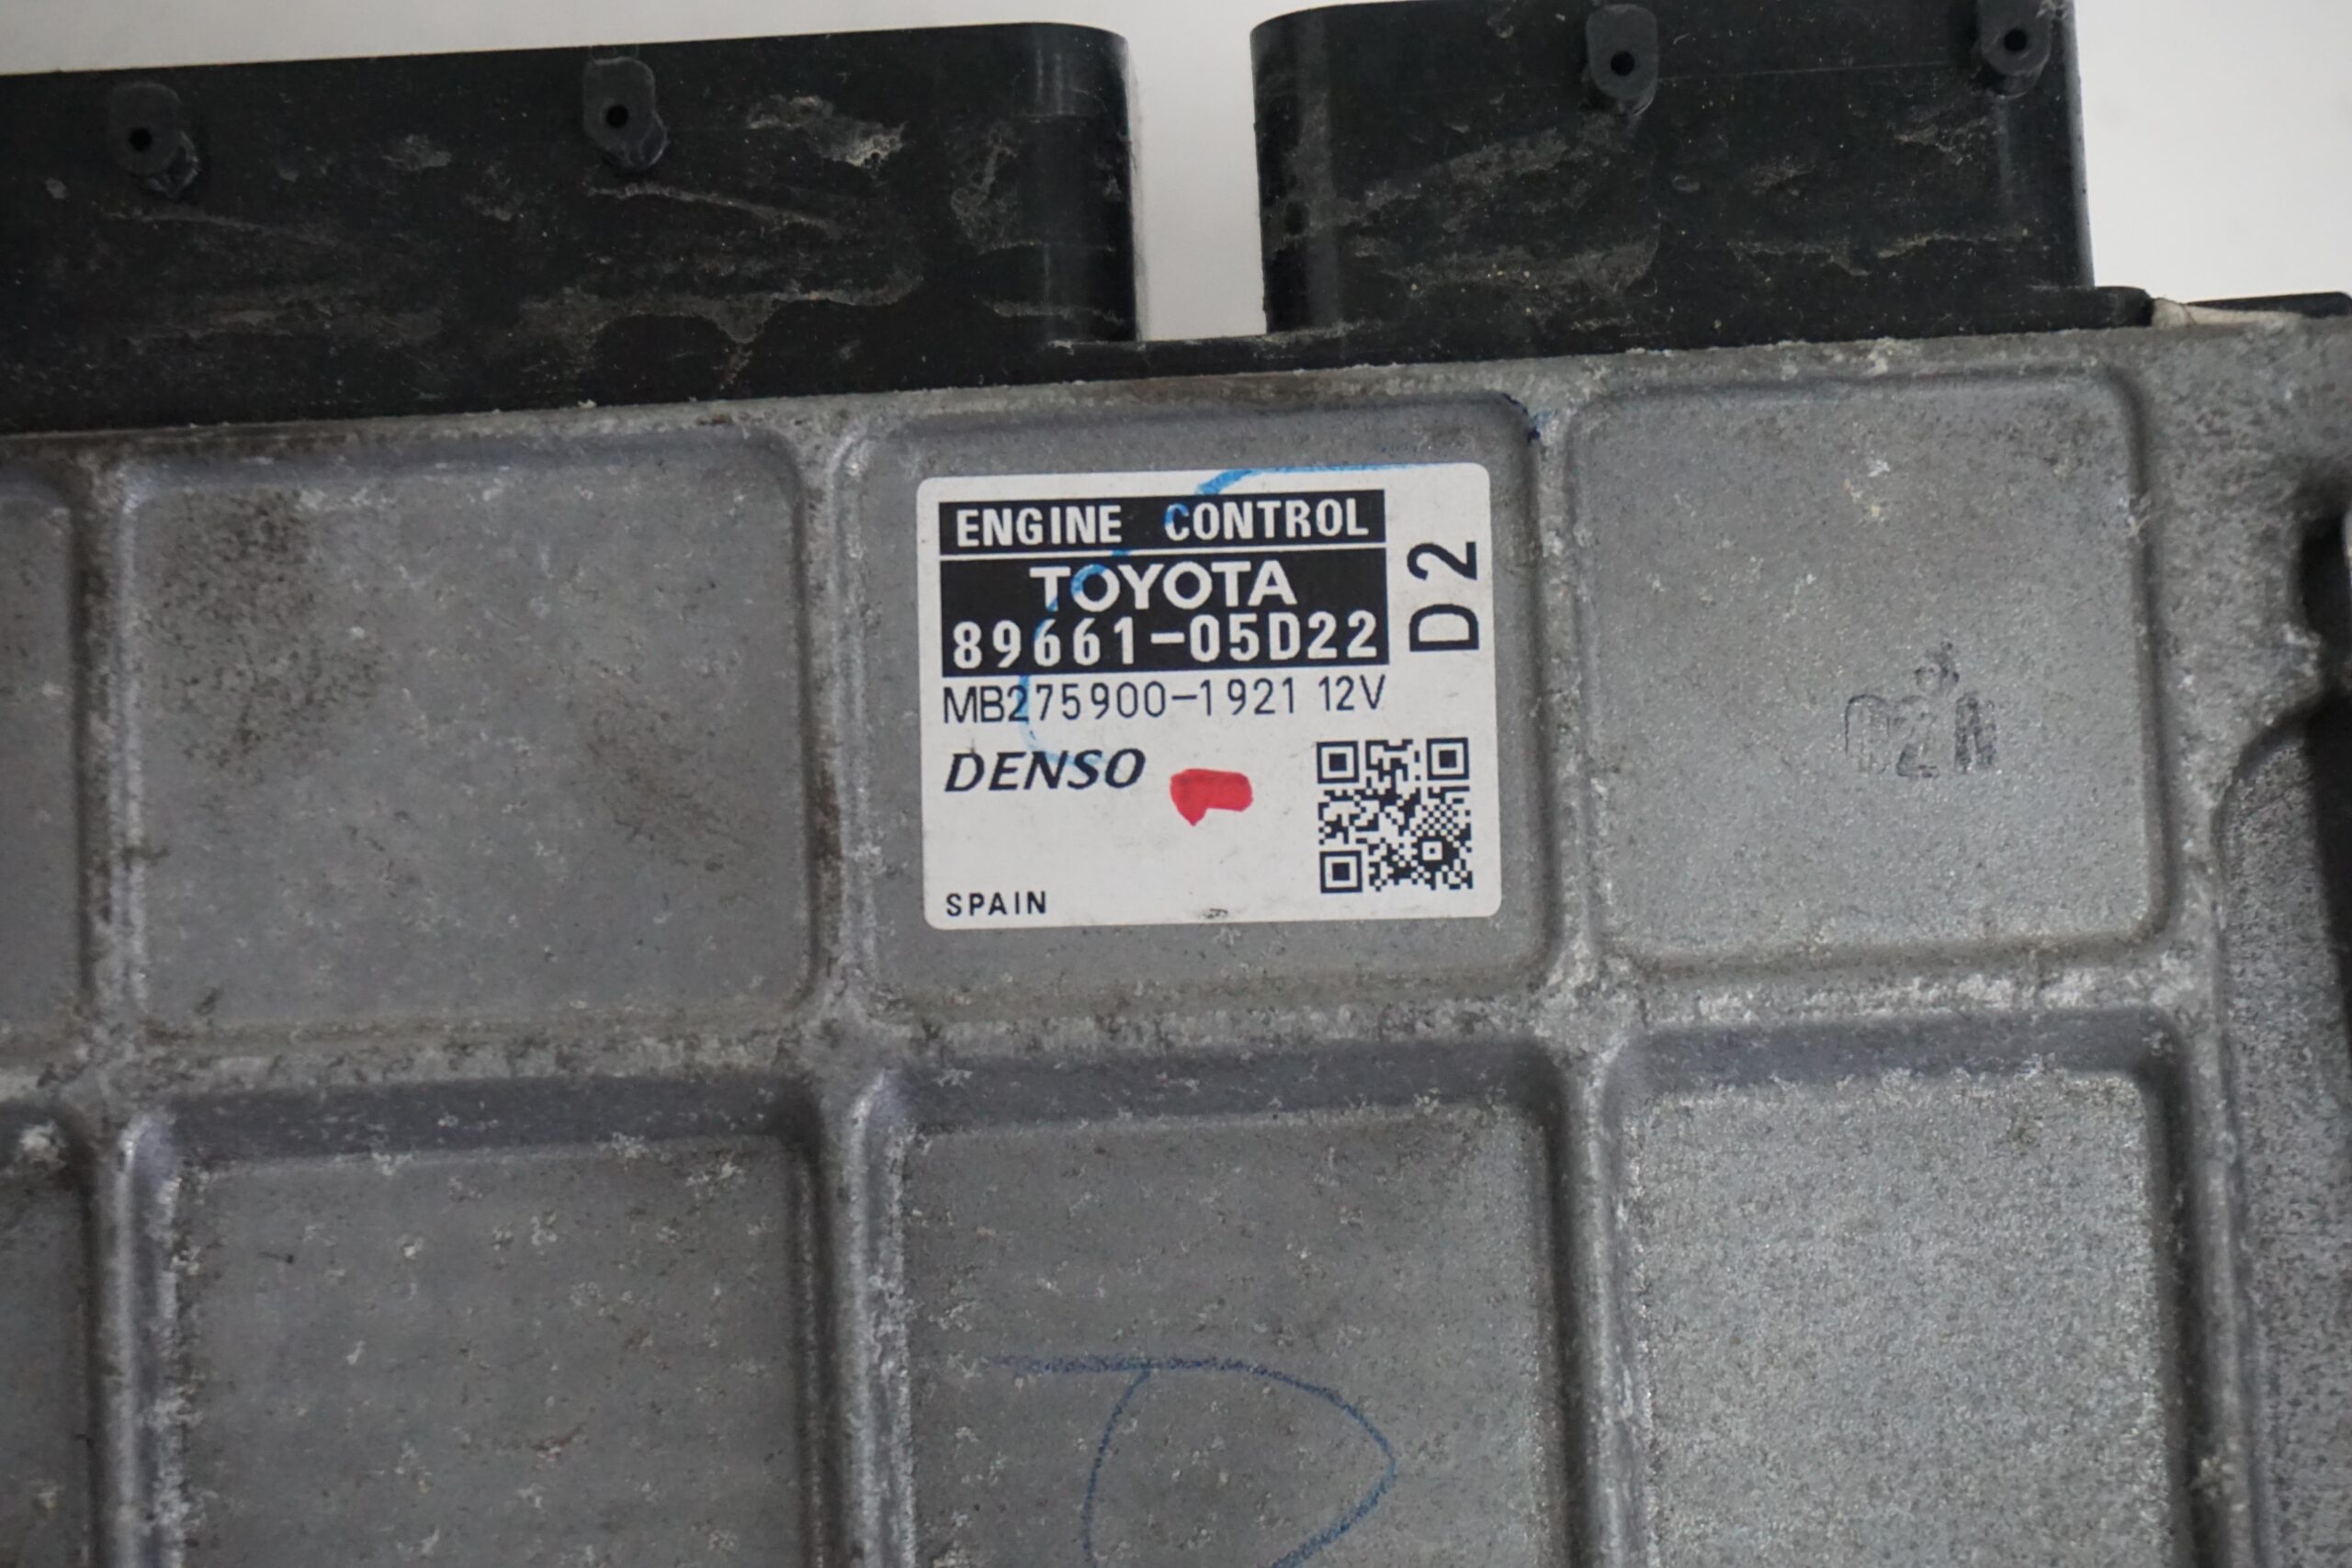 ENGINE CONTROL
TOYOTA
89661-05D22
D2
MB275900-1921 12V
DENSO
SPAIN